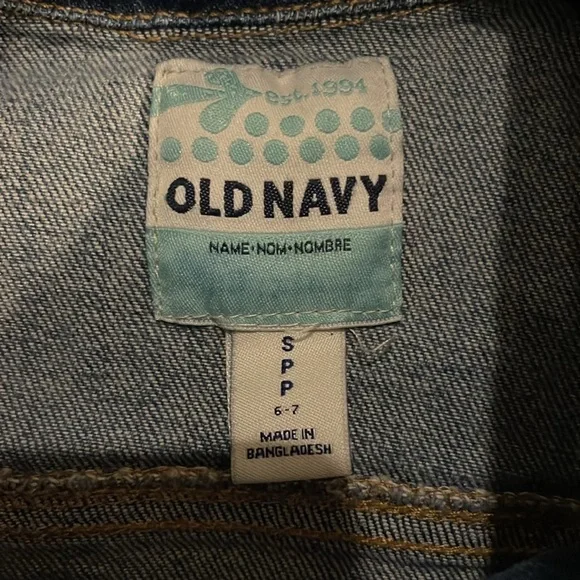 est. 1994
OLD NAVY
NAME•NOM•NOMBRE
S
P
P
6-7
MADE IN
BANGLADESH